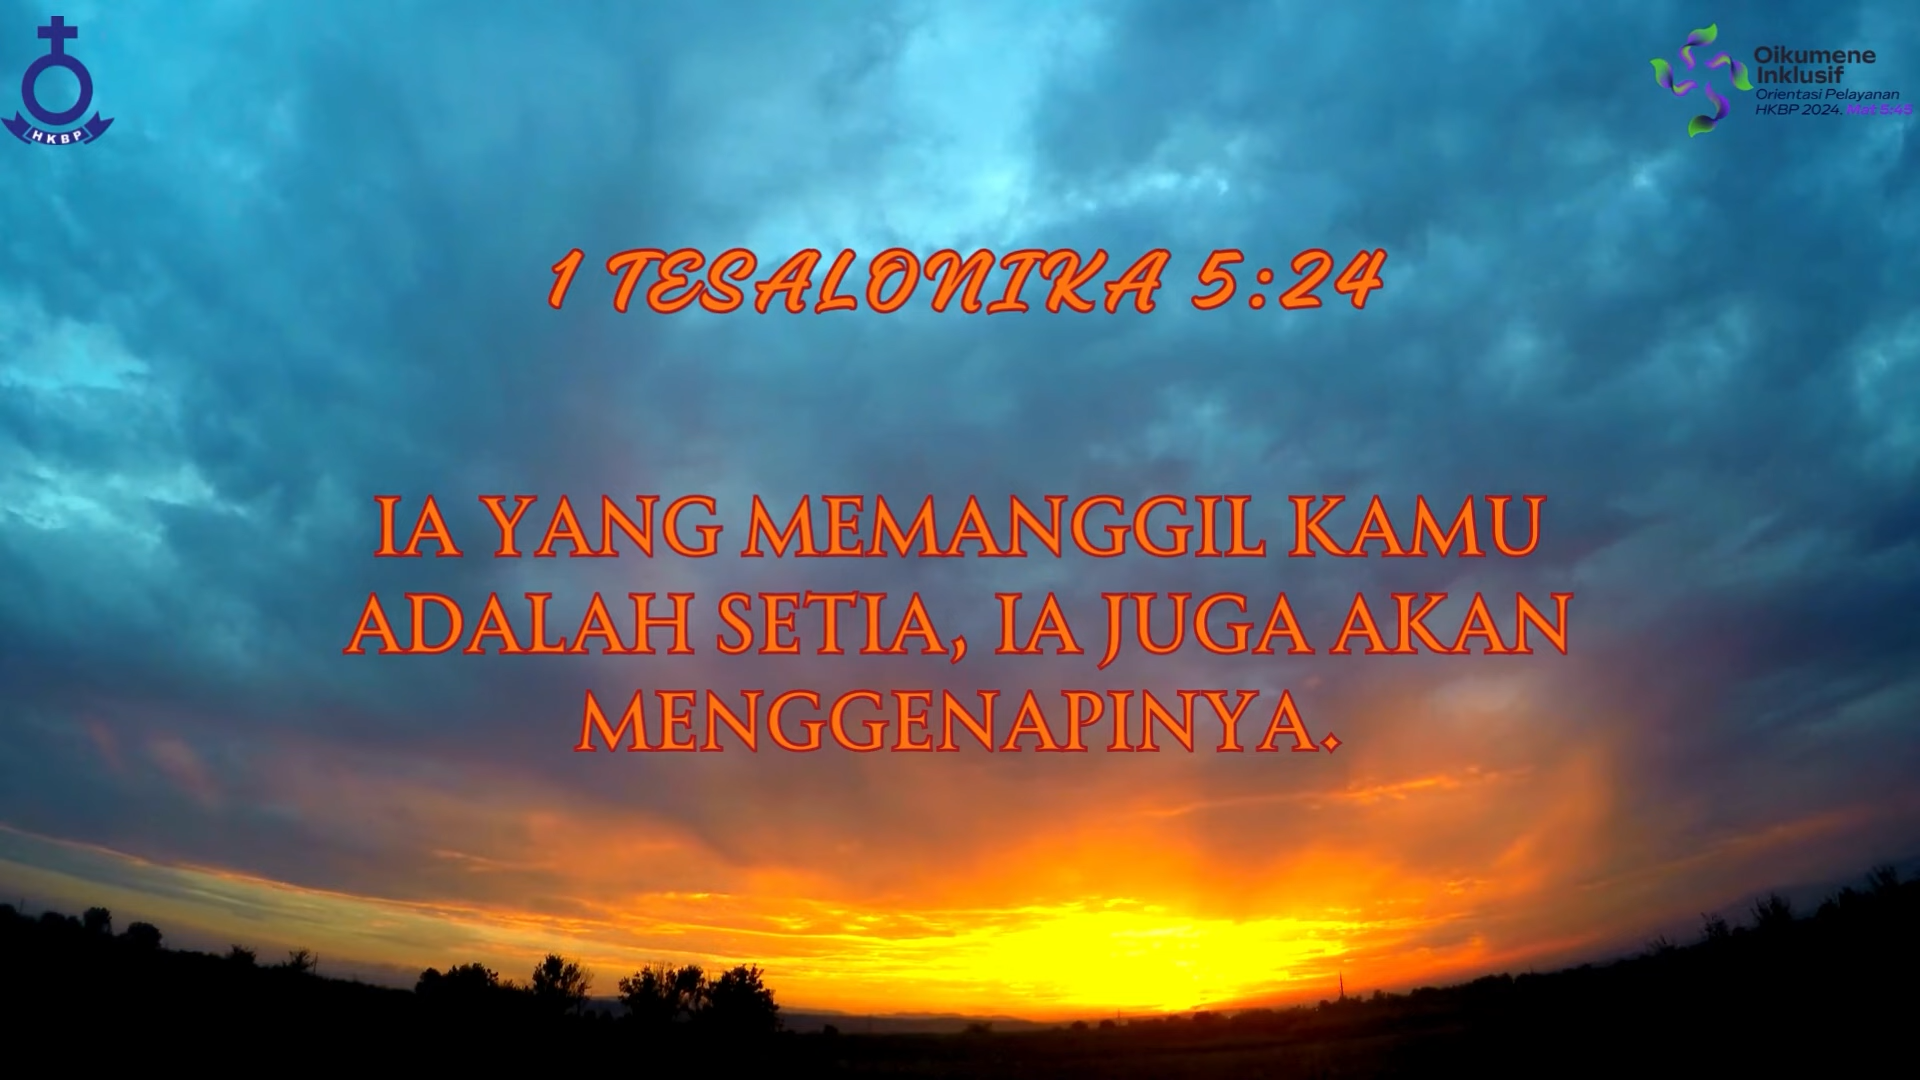 HKBP
Oikumene
Inklusif
Orientasi Pelayanan
HKBP 2024. Mat 5:45
1 TESALONIKA 5:24
IA YANG MEMANGGIL KAMU
ADALAH SETIA, IA JUGA AKAN
MENGGENAPINYA.